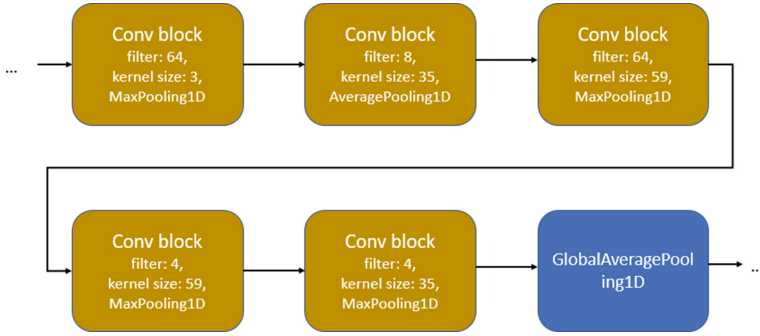 ...
Conv block
filter: 64,
kernel size: 3,
MaxPooling1D
Conv block
filter: 8,
kernel size: 35,
AveragePooling1D
Conv block
filter: 64,
kernel size: 59,
MaxPooling1D
Conv block
filter: 4,
kernel size: 59,
MaxPooling1D
Conv block
filter: 4,
kernel size: 35,
MaxPooling1D
GlobalAveragePool
ing1D
..